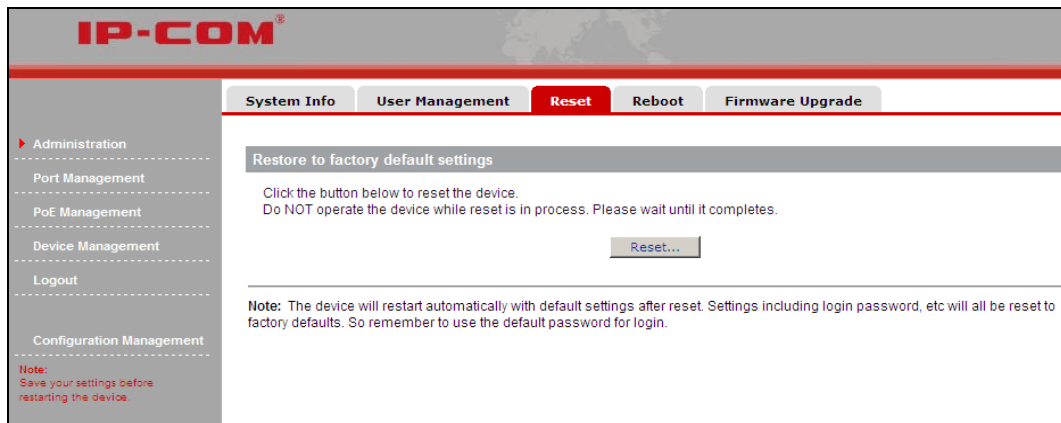 IP-COM®
System Info
User Management
Reset
Reboot
Firmware Upgrade
Administration
Port Management
PoE Management
Device Management
Logout
Configuration Management
Note:
Save your settings before
restarting the device.
Restore to factory default settings
Click the button below to reset the device.
Do NOT operate the device while reset is in process. Please wait until it completes.
Reset...
Note: The device will restart automatically with default settings after reset. Settings including login password, etc will all be reset to
factory defaults. So remember to use the default password for login.